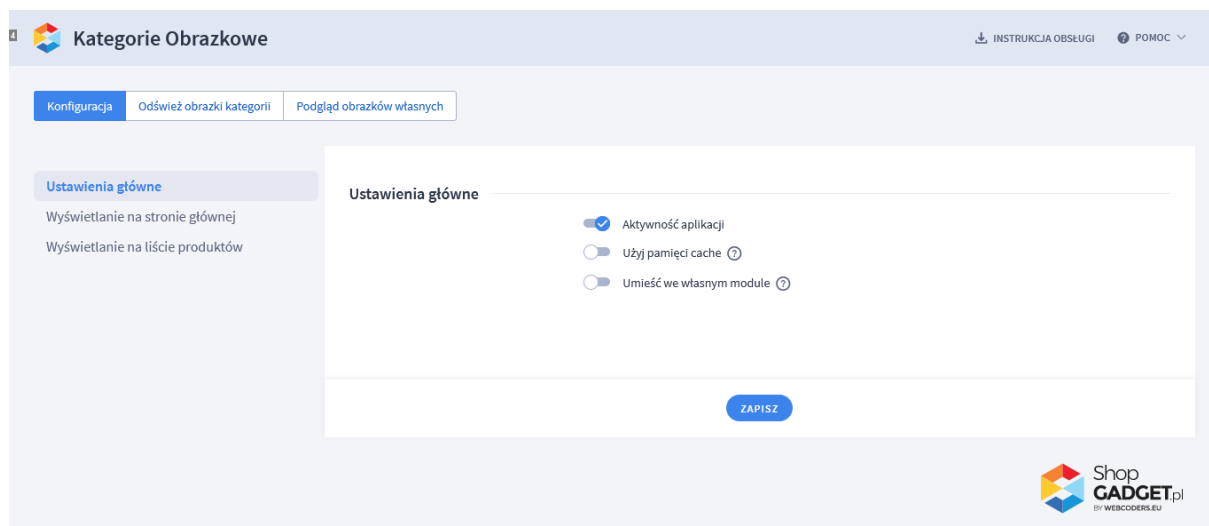 4
Kategorie Obrazkowe
INSTRUKCJA OBSŁUGI
POMOC
Konfiguracja
Odśwież obrazki kategorii
Podgląd obrazków własnych
Ustawienia główne
Wyświetlanie na stronie głównej
Wyświetlanie na liście produktów
Ustawienia główne
Aktywność aplikacji
Użyj pamięci cache ?
Umieść we własnym module ?
ZAPISZ
Shop
GADGET.pl
BY WEBCODERS.EU